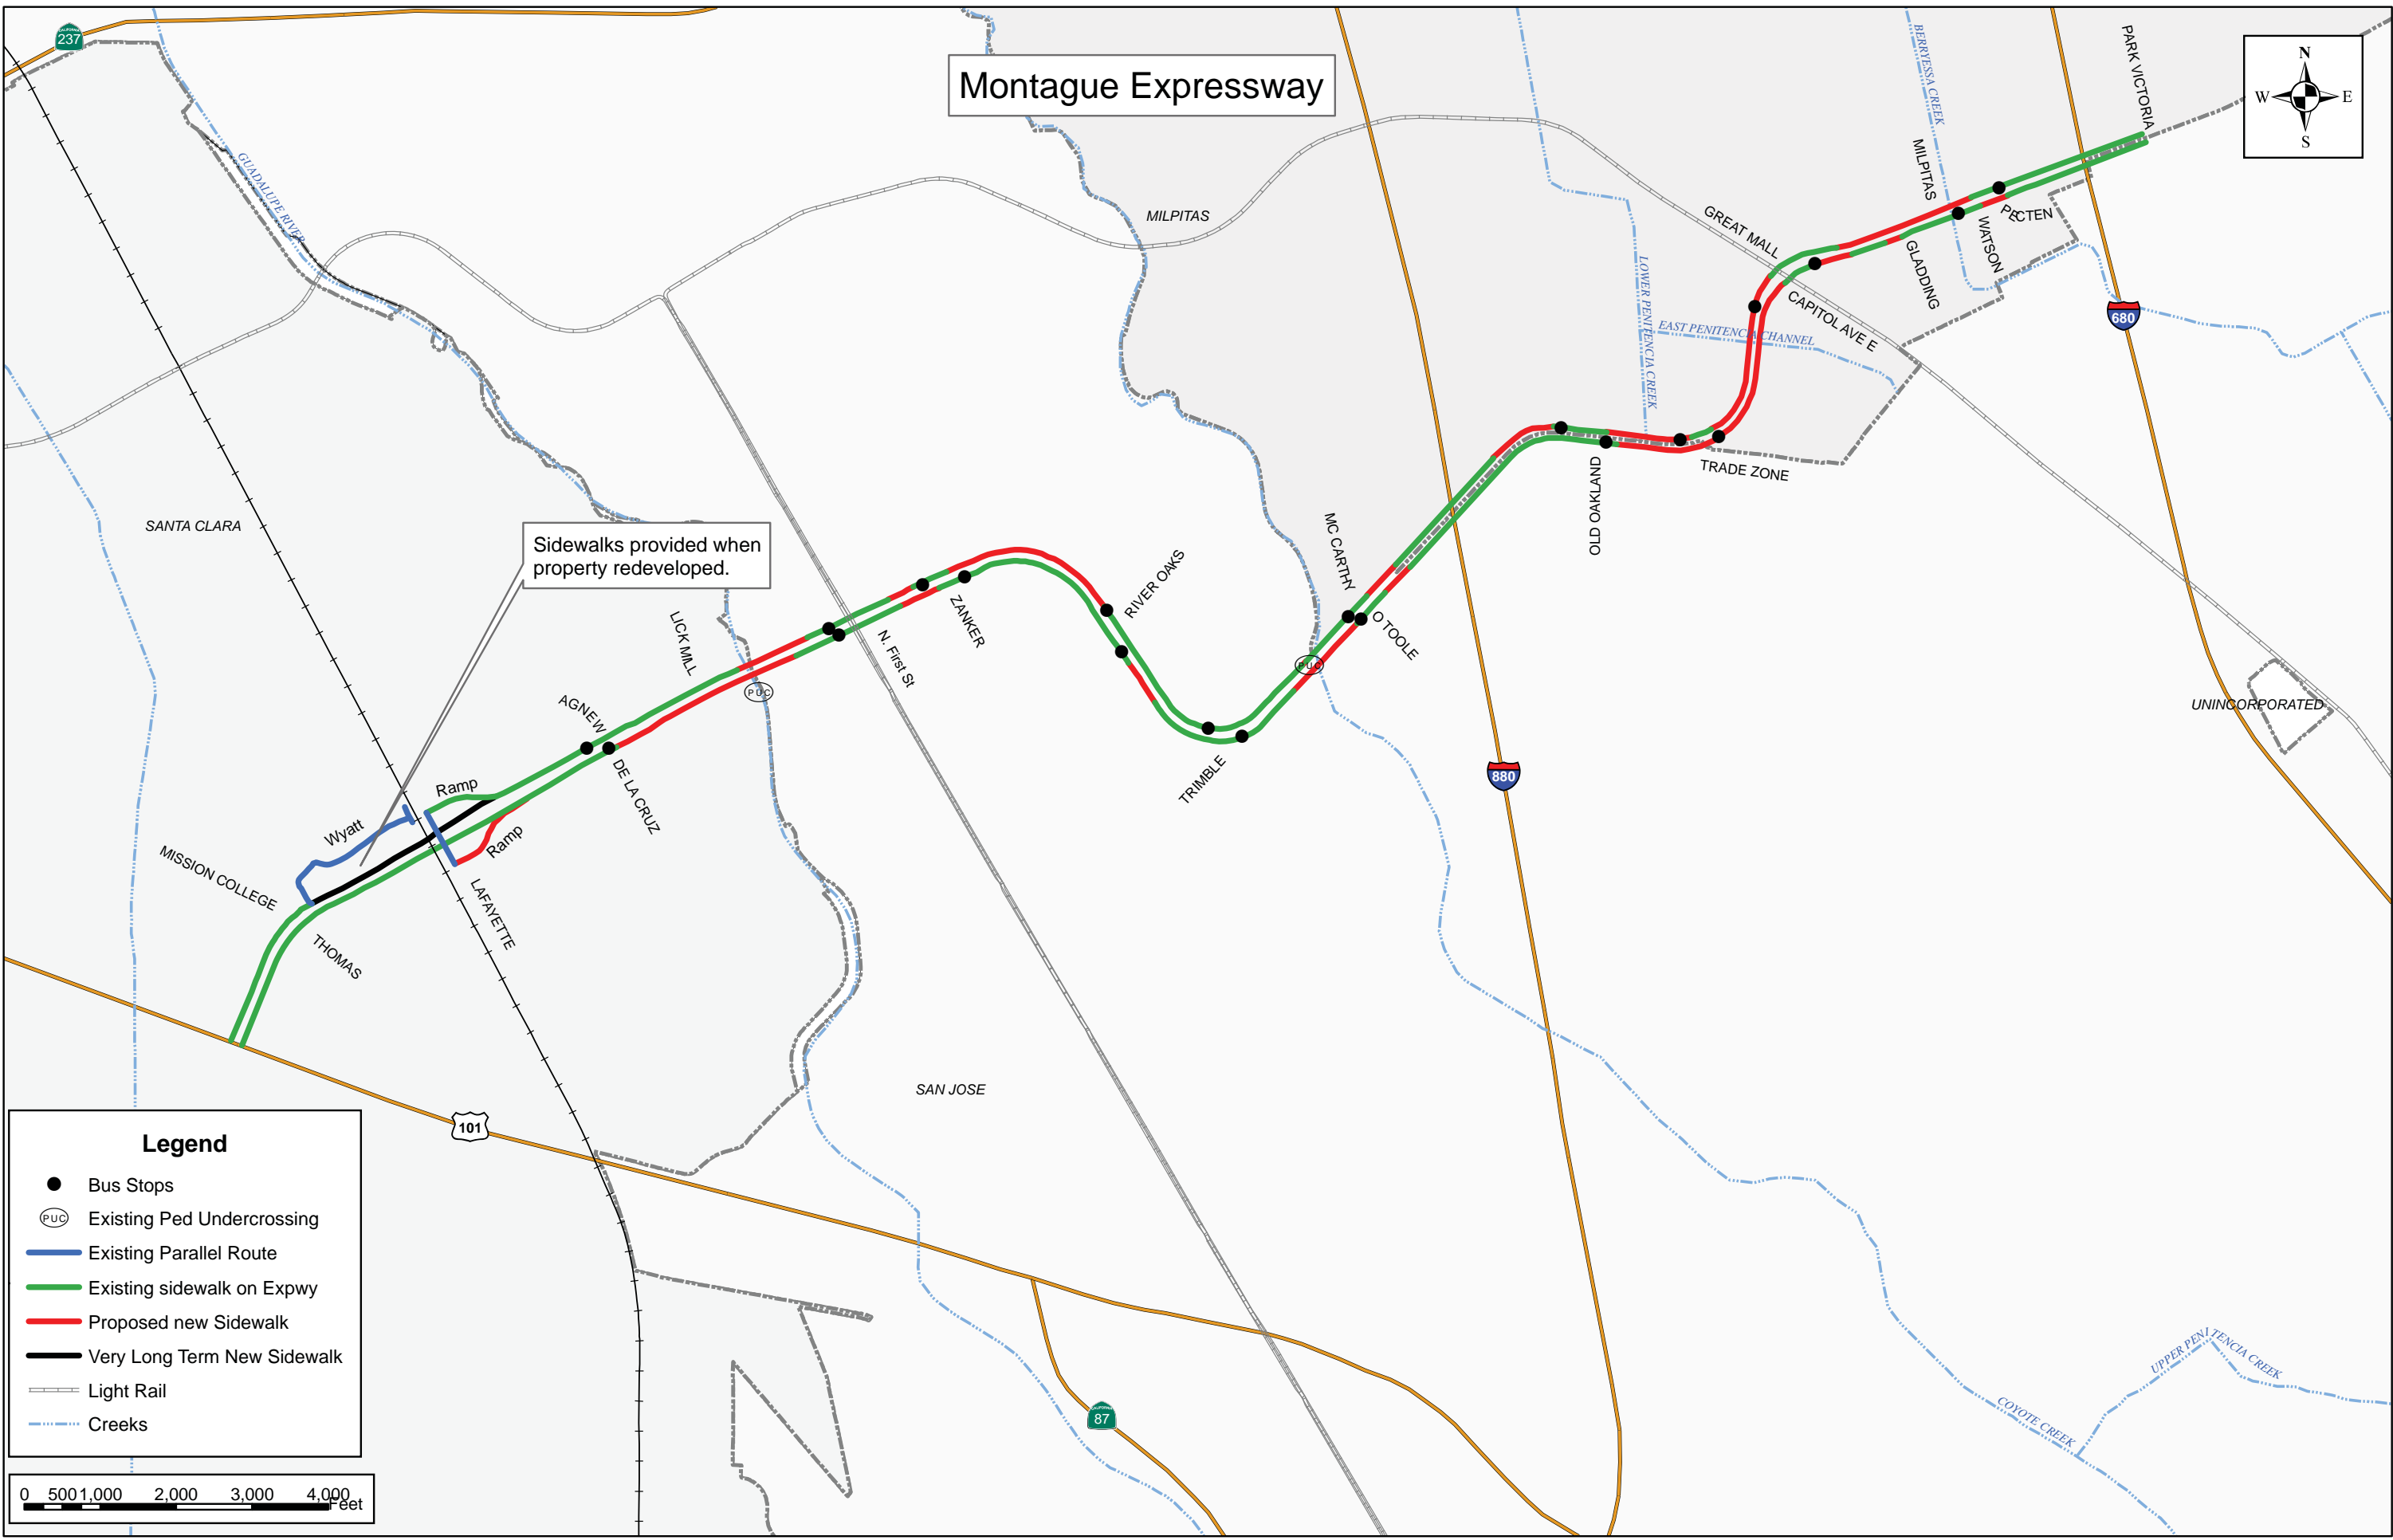 CALIFORNIA
237
Montague Expressway
N
W
E
S
PARK VICTORIA
BERRYESSA CREEK
GUADALUPE RIVER
MILPITAS
MILPITAS
GREAT MALL
PECTEN
WATSON
GLADDING
CAPITOL AVE E
LOWER PENITENCIA CREEK
EAST PENITENCIA CHANNEL
680
TRADE ZONE
OLD OAKLAND
SANTA CLARA
Sidewalks provided when
property redeveloped.
MC CARTHY
O TOOLE
RIVER OAKS
ZANKER
N. First St
LICK MILL
PUC
PUC
AGNEW
DE LA CRUZ
TRIMBLE
880
UNINCORPORATED
Ramp
Wyatt
Ramp
MISSION COLLEGE
LAFAYETTE
THOMAS
SAN JOSE
101
Legend
Bus Stops
PUC
Existing Ped Undercrossing
Existing Parallel Route
Existing sidewalk on Expwy
Proposed new Sidewalk
Very Long Term New Sidewalk
Light Rail
Creeks
CALIFORNIA
87
UPPER PENITENCIA CREEK
COYOTE CREEK
0 500 1,000 2,000 3,000 4,000
Feet